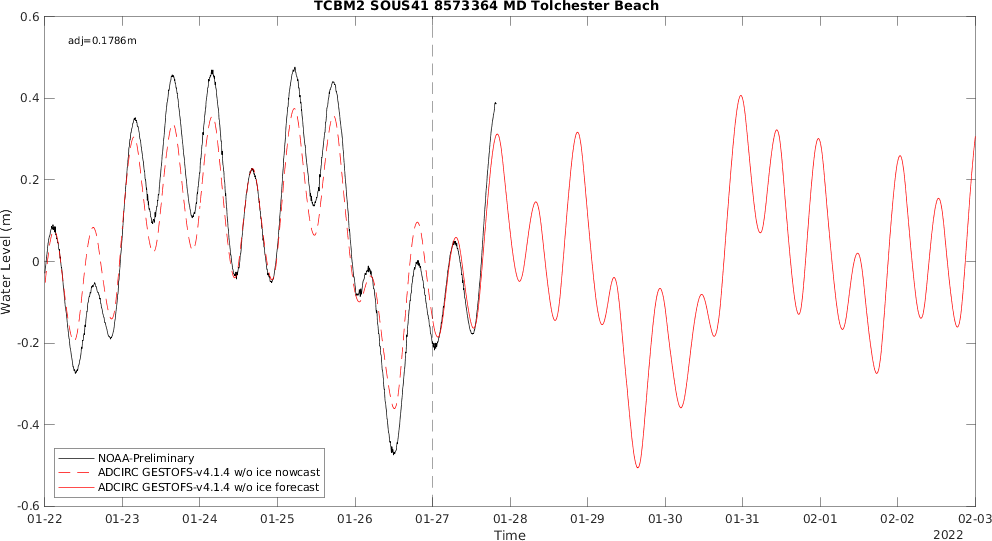 TCBM2 SOUS41 8573364 MD Tolchester Beach
adj=0.1786m
0.6
0.4
0.2
0
-0.2
-0.4
-0.6
Water Level (m)
NOAA-Preliminary
ADCIRC GESTOFS-v4.1.4 w/o ice nowcast
ADCIRC GESTOFS-v4.1.4 w/o ice forecast
01-22 01-23 01-24 01-25 01-26 01-27 01-28 01-29 01-30 01-31 02-01 02-02 02-03
Time
2022